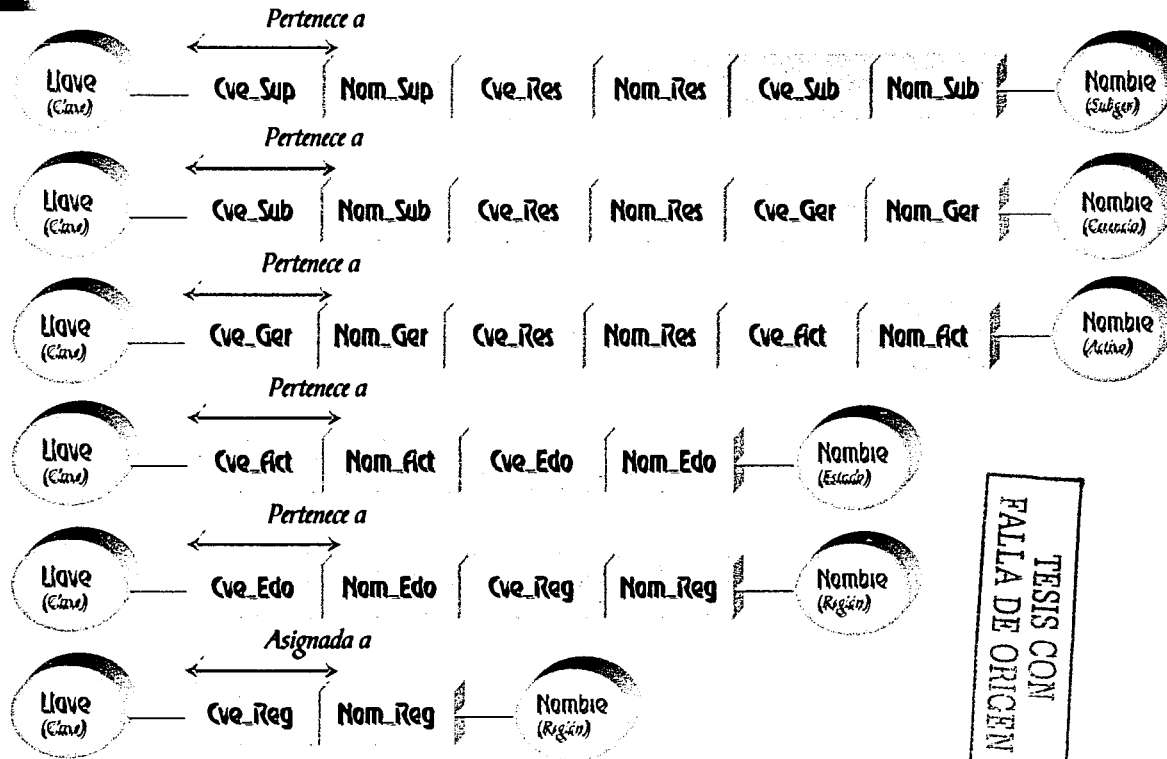 Pertenece a
Llave Cve_Sup Nom_Sup Cve_Res Nom_Res Cve_Sub Nom_Sub Nombre
(Clave) (Subger)
Pertenece a
Llave Cve_Sub Nom_Sub Cve_Res Nom_Res Cve_Ger Nom_Ger Nombre
(Clave) (Gerencia)
Pertenece a
Llave Cve_Ger Nom_Ger Cve_Res Nom_Res Cve_Act Nom_Act Nombre
(Clave) (Activo)
Pertenece a
Llave Cve_Act Nom_Act Cve_Edo Nom_Edo Nombre
(Clave) (Estado)
Pertenece a
Llave Cve_Edo Nom_Edo Cve_Reg Nom_Reg Nombre
(Clave) (Región)
Asignada a
Llave Cve_Reg Nom_Reg Nombre
(Clave) (Región)
TESIS CON
FALLA DE ORIGEN